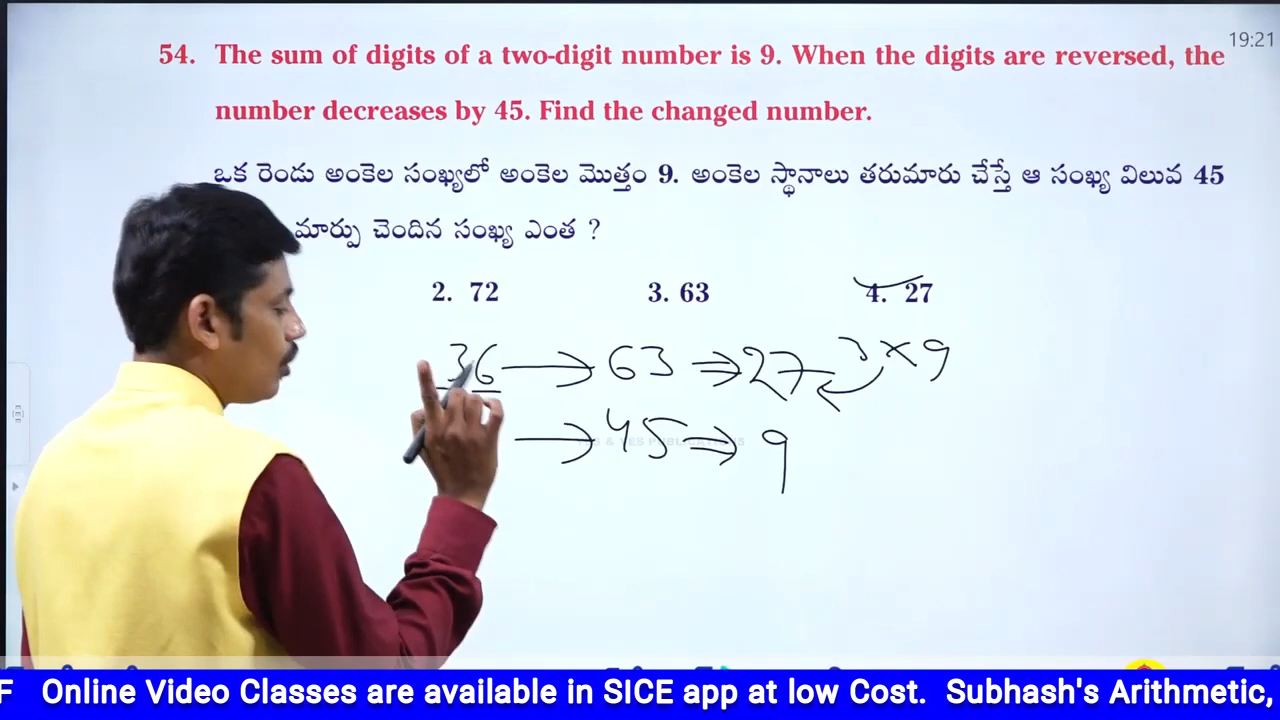 19:21
54. The sum of digits of a two-digit number is 9. When the digits are reversed, the
number decreases by 45. Find the changed number.
ఒక రెండు అంకెల సంఖ్యలో అంకెల మొత్తం 9. అంకెల స్థానాలు తరుమారు చేస్తే ఆ సంఖ్య విలువ 45
మార్పు చెందిన సంఖ్య ఎంత ?
2. 72 3. 63 4. 27
36 → 63 ⇒ 27 3 × 9
→ 45 ⇒ 9
& YES PUBLICATIONS
F Online Video Classes are available in SICE app at low Cost. Subhash's Arithmetic,